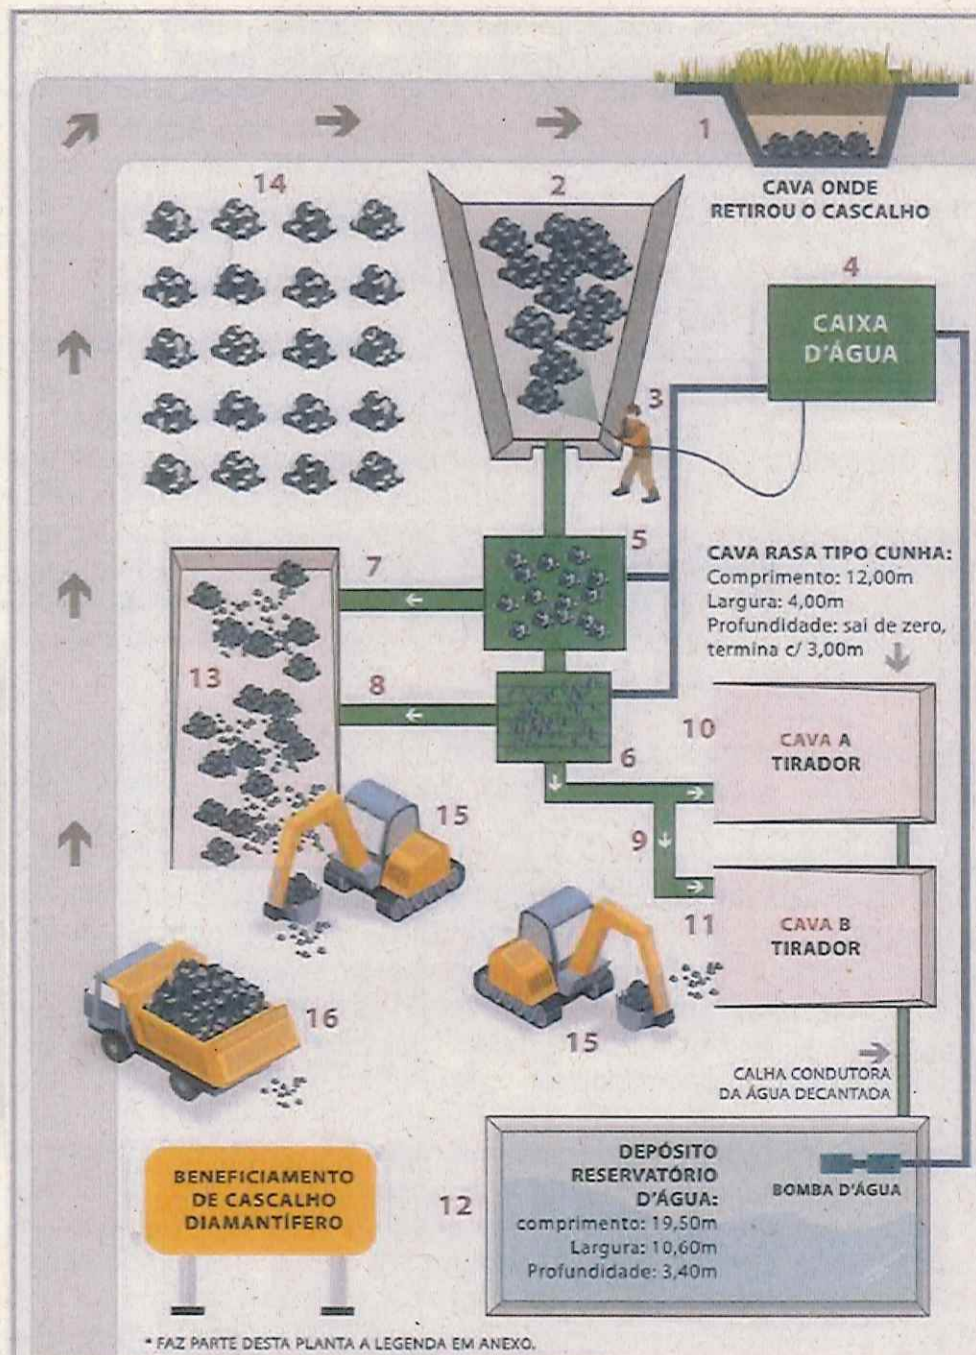 1
CAVA ONDE
RETIROU O CASCALHO
14
2
4
CAIXA
D'ÁGUA
3
5
7
CAVA RASA TIPO CUNHA:
Comprimento: 12,00m
Largura: 4,00m
Profundidade: sai de zero,
termina c/ 3,00m
13
8
10
CAVA A
TIRADOR
6
15
9
11
CAVA B
TIRADOR
16
15
CALHA CONDUTORA
DA ÁGUA DECANTADA
BENEFICIAMENTO
DE CASCALHO
DIAMANTÍFERO
12
DEPÓSITO
RESERVATÓRIO
D'ÁGUA:
comprimento: 19,50m
Largura: 10,60m
Profundidade: 3,40m
BOMBA D'ÁGUA
* FAZ PARTE DESTA PLANTA A LEGENDA EM ANEXO.